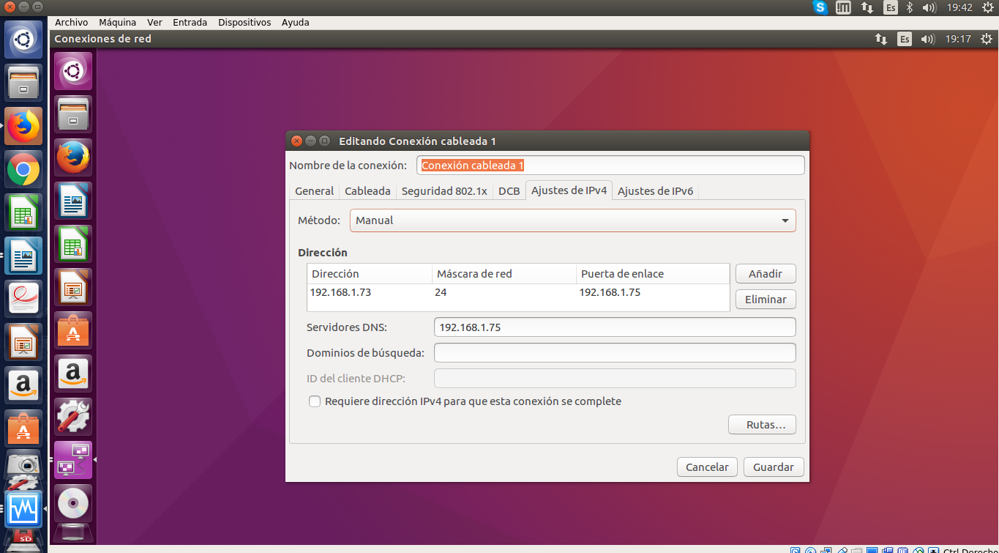 Es 19:42
Archivo Máquina Ver Entrada Dispositivos Ayuda
Conexiones de red Es 19:17
Editando Conexión cableada 1
Nombre de la conexión: Conexión cableada 1
General Cableada Seguridad 802.1x DCB Ajustes de IPv4 Ajustes de IPv6
Método: Manual
Dirección
Dirección Máscara de red Puerta de enlace Añadir
192.168.1.73 24 192.168.1.75
Eliminar
Servidores DNS: 192.168.1.75
Dominios de búsqueda:
ID del cliente DHCP:
Requiere dirección IPv4 para que esta conexión se complete
Rutas...
Cancelar Guardar
SD
Ctrl Derecho